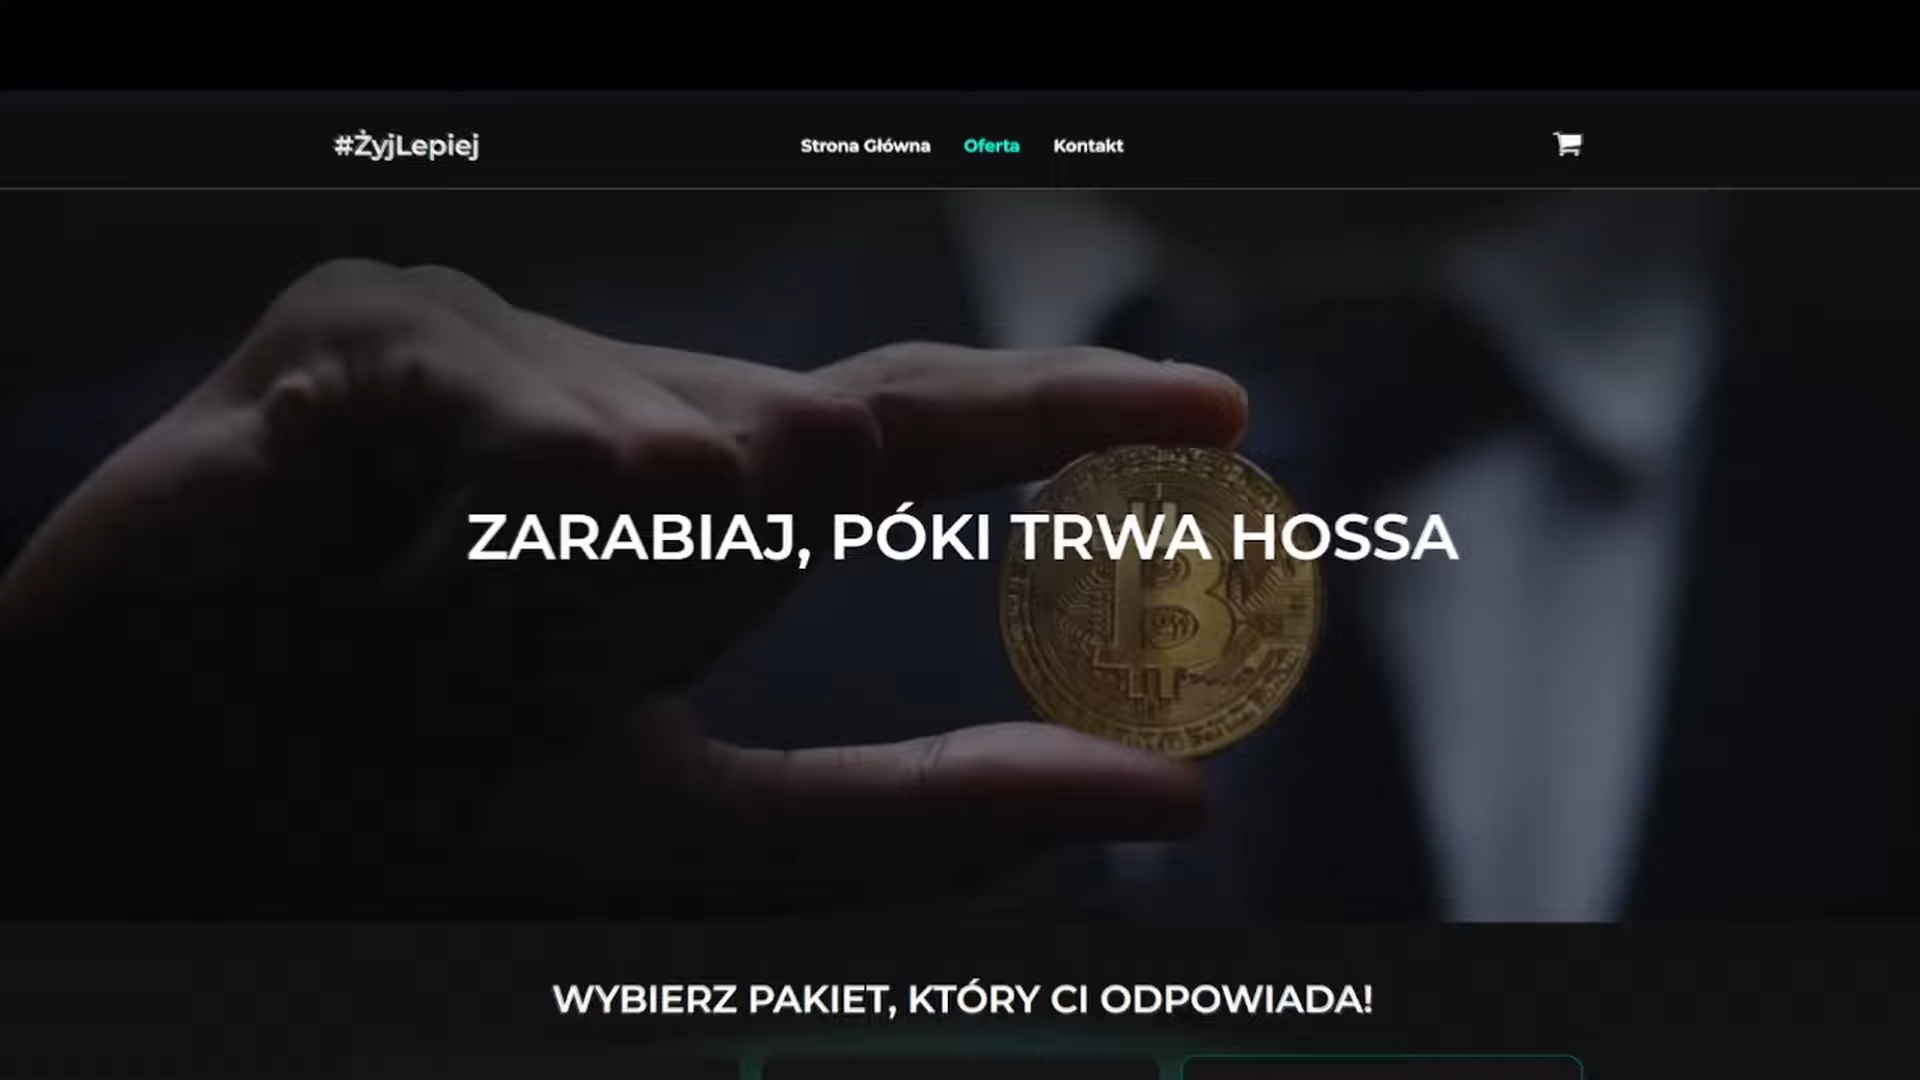 #ŻyjLepiej
Strona Główna Oferta Kontakt
ZARABIAJ, PÓKI TRWA HOSSA
WYBIERZ PAKIET, KTÓRY CI ODPOWIADA!